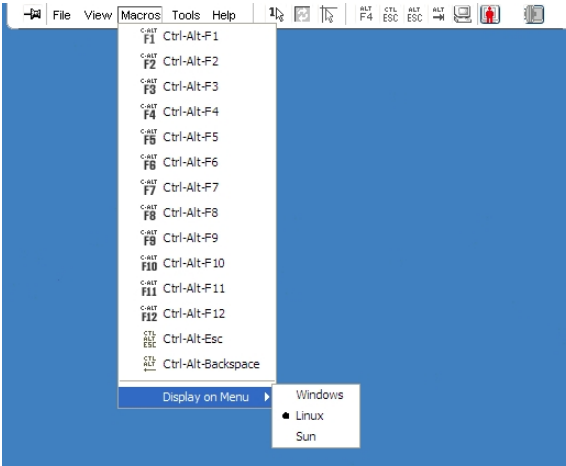 File View Macros Tools Help 1 ALT F4 CTL ESC ALT ESC ALT
C-ALT F1 Ctrl-Alt-F1
C-ALT F2 Ctrl-Alt-F2
C-ALT F3 Ctrl-Alt-F3
C-ALT F4 Ctrl-Alt-F4
C-ALT F5 Ctrl-Alt-F5
C-ALT F6 Ctrl-Alt-F6
C-ALT F7 Ctrl-Alt-F7
C-ALT F8 Ctrl-Alt-F8
C-ALT F9 Ctrl-Alt-F9
C-ALT F10 Ctrl-Alt-F10
C-ALT F11 Ctrl-Alt-F11
C-ALT F12 Ctrl-Alt-F12
CTL ALT ESC Ctrl-Alt-Esc
CTL ALT Ctrl-Alt-Backspace
Display on Menu
Windows
Linux
Sun